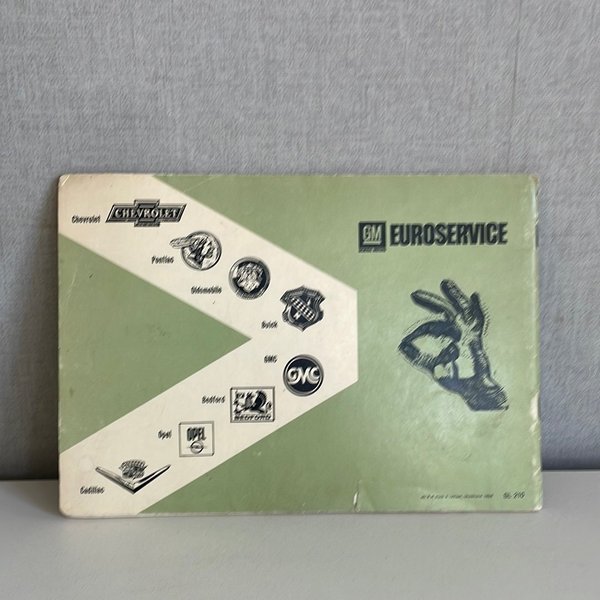 Chevrolet
CHEVROLET
Pontiac
Oldsmobile
Buick
GMC
GMC
Bedford
BEDFORD
Opel
OPEL
Cadillac
GM EUROSERVICE